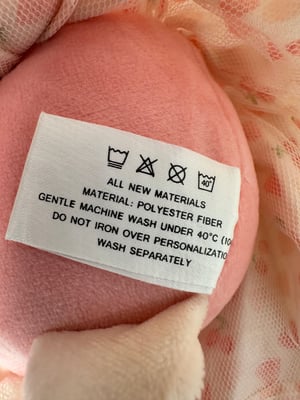 40°
ALL NEW MATERIALS
MATERIAL: POLYESTER FIBER
GENTLE MACHINE WASH UNDER 40°C (10
DO NOT IRON OVER PERSONALIZATIO
WASH SEPARATELY